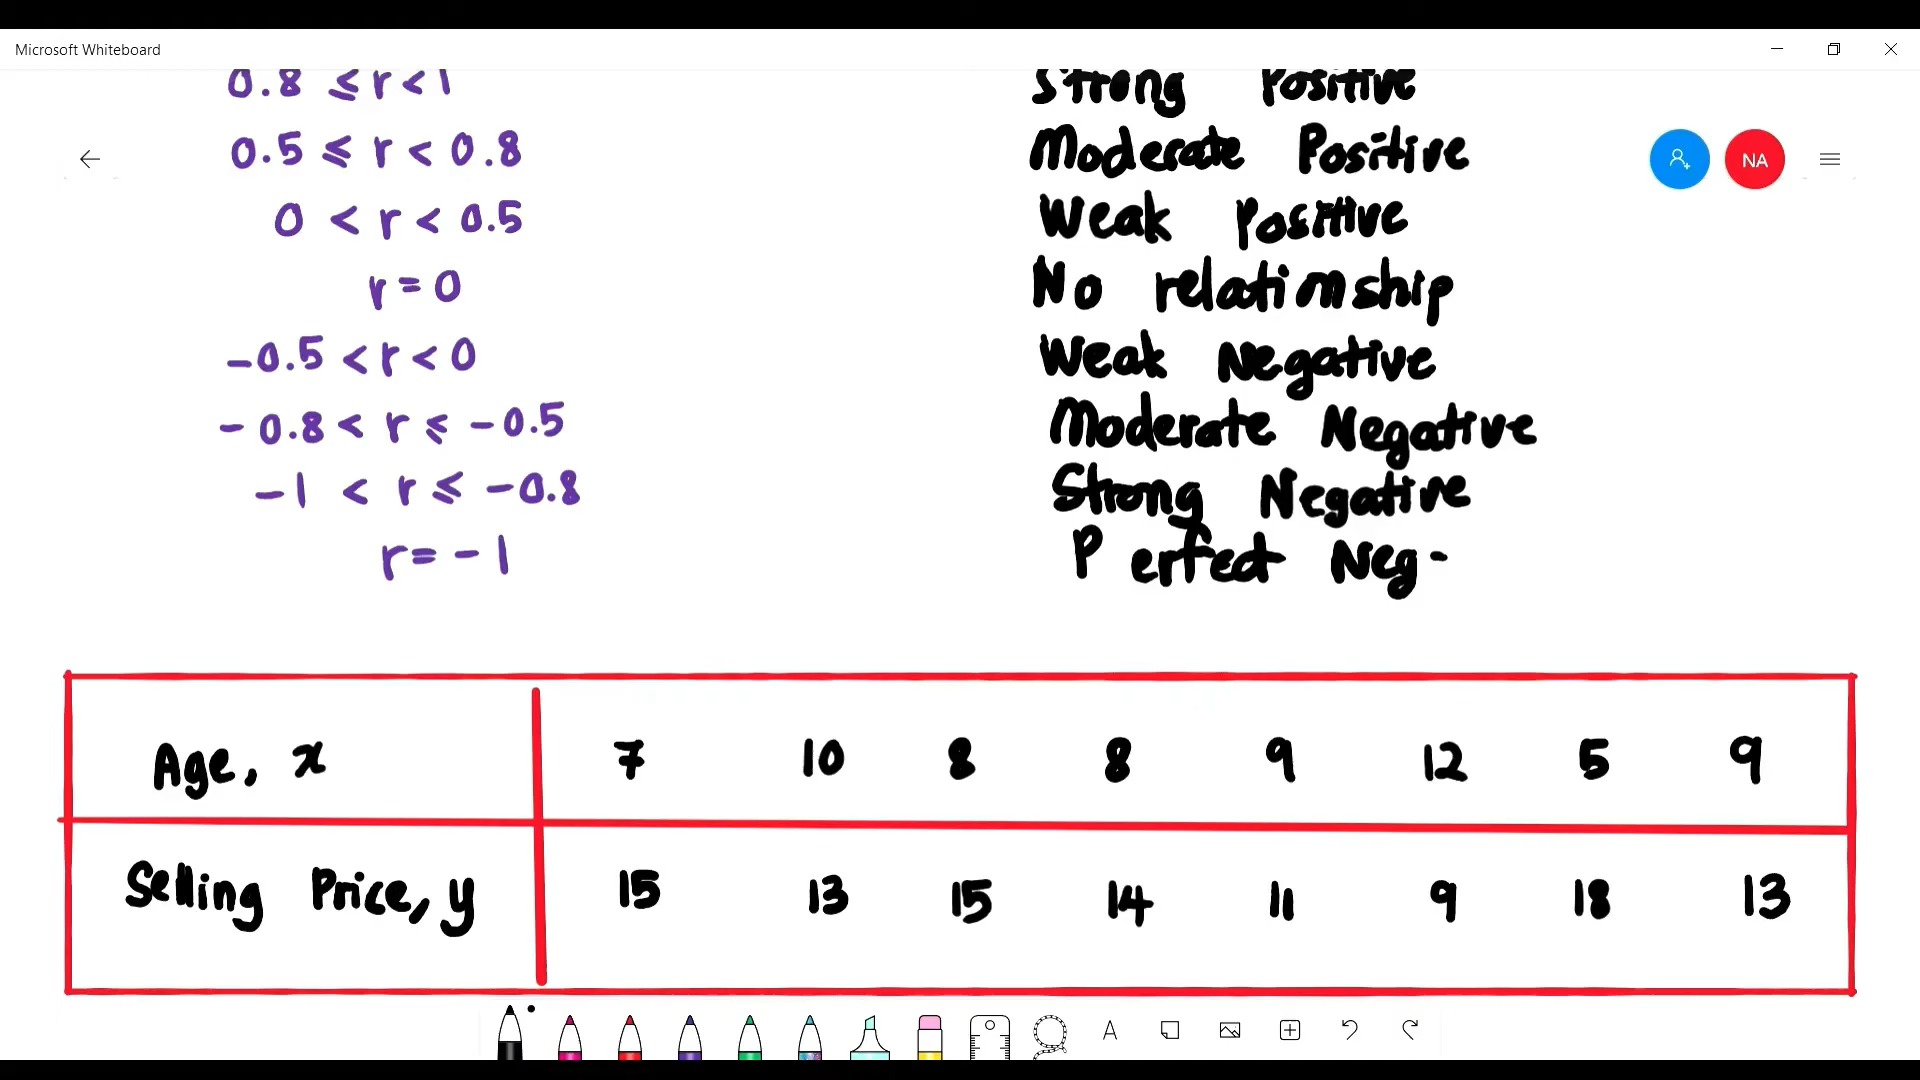 Microsoft Whiteboard
0.8 ≤ r < 1 Strong Positive
0.5 ≤ r < 0.8 Moderate Positive
NA
0 < r < 0.5 Weak Positive
r = 0 No relationship
-0.5 < r < 0 Weak Negative
-0.8 < r ≤ -0.5 Moderate Negative
-1 < r ≤ -0.8 Strong Negative
r = -1 Perfect Neg-
Age, x 7 10 8 8 9 12 5 9
Selling Price, y 15 13 15 14 11 9 18 13
A